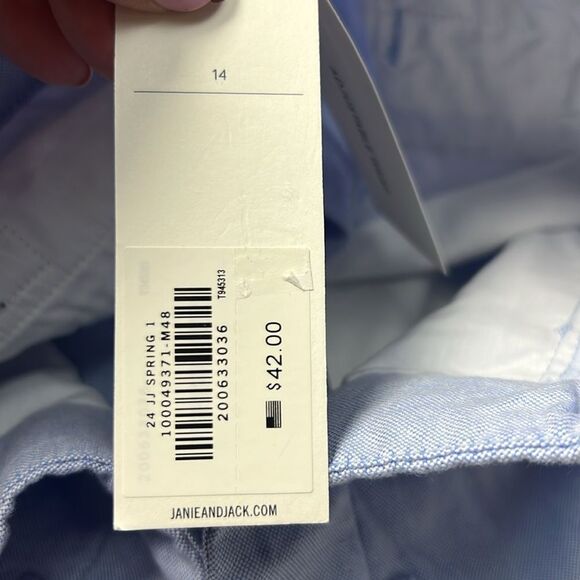 14
24 JJ SPRING 1
100049371-M48
200633036
T945313
$42.00
JANIEANDJACK.COM